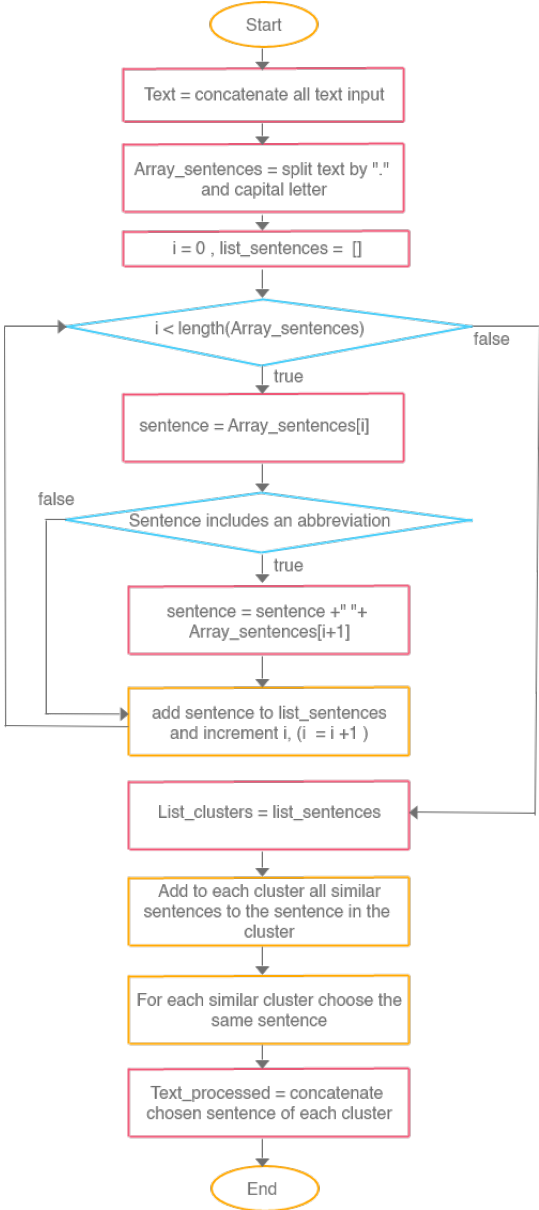 Start
Text = concatenate all text input
Array_sentences = split text by "."
and capital letter
i = 0 , list_sentences = []
i < length(Array_sentences)
false
true
sentence = Array_sentences[i]
false
Sentence includes an abbreviation
true
sentence = sentence +" "+
Array_sentences[i+1]
add sentence to list_sentences
and increment i, (i = i +1 )
List_clusters = list_sentences
Add to each cluster all similar
sentences to the sentence in the
cluster
For each similar cluster choose the
same sentence
Text_processed = concatenate
chosen sentence of each cluster
End